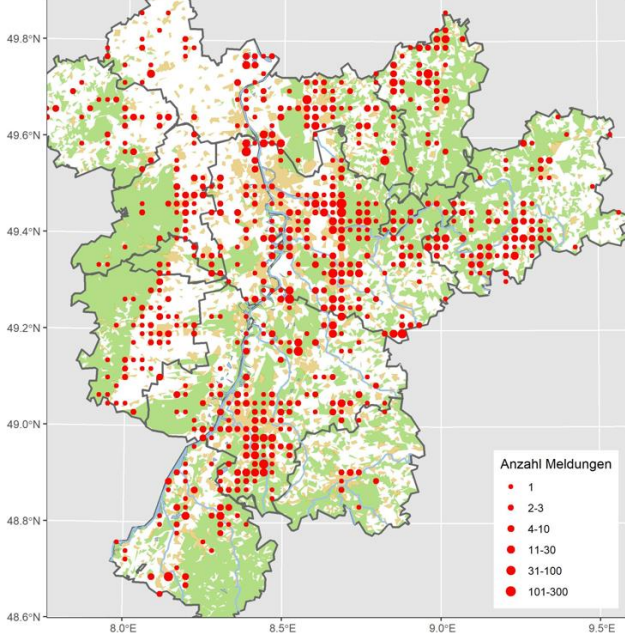 49.8°N
49.6°N
49.4°N
49.2°N
49.0°N
48.8°N
48.6°N
8.0°E
8.5°E
9.0°E
9.5°E
Anzahl Meldungen
1
2-3
4-10
11-30
31-100
101-300